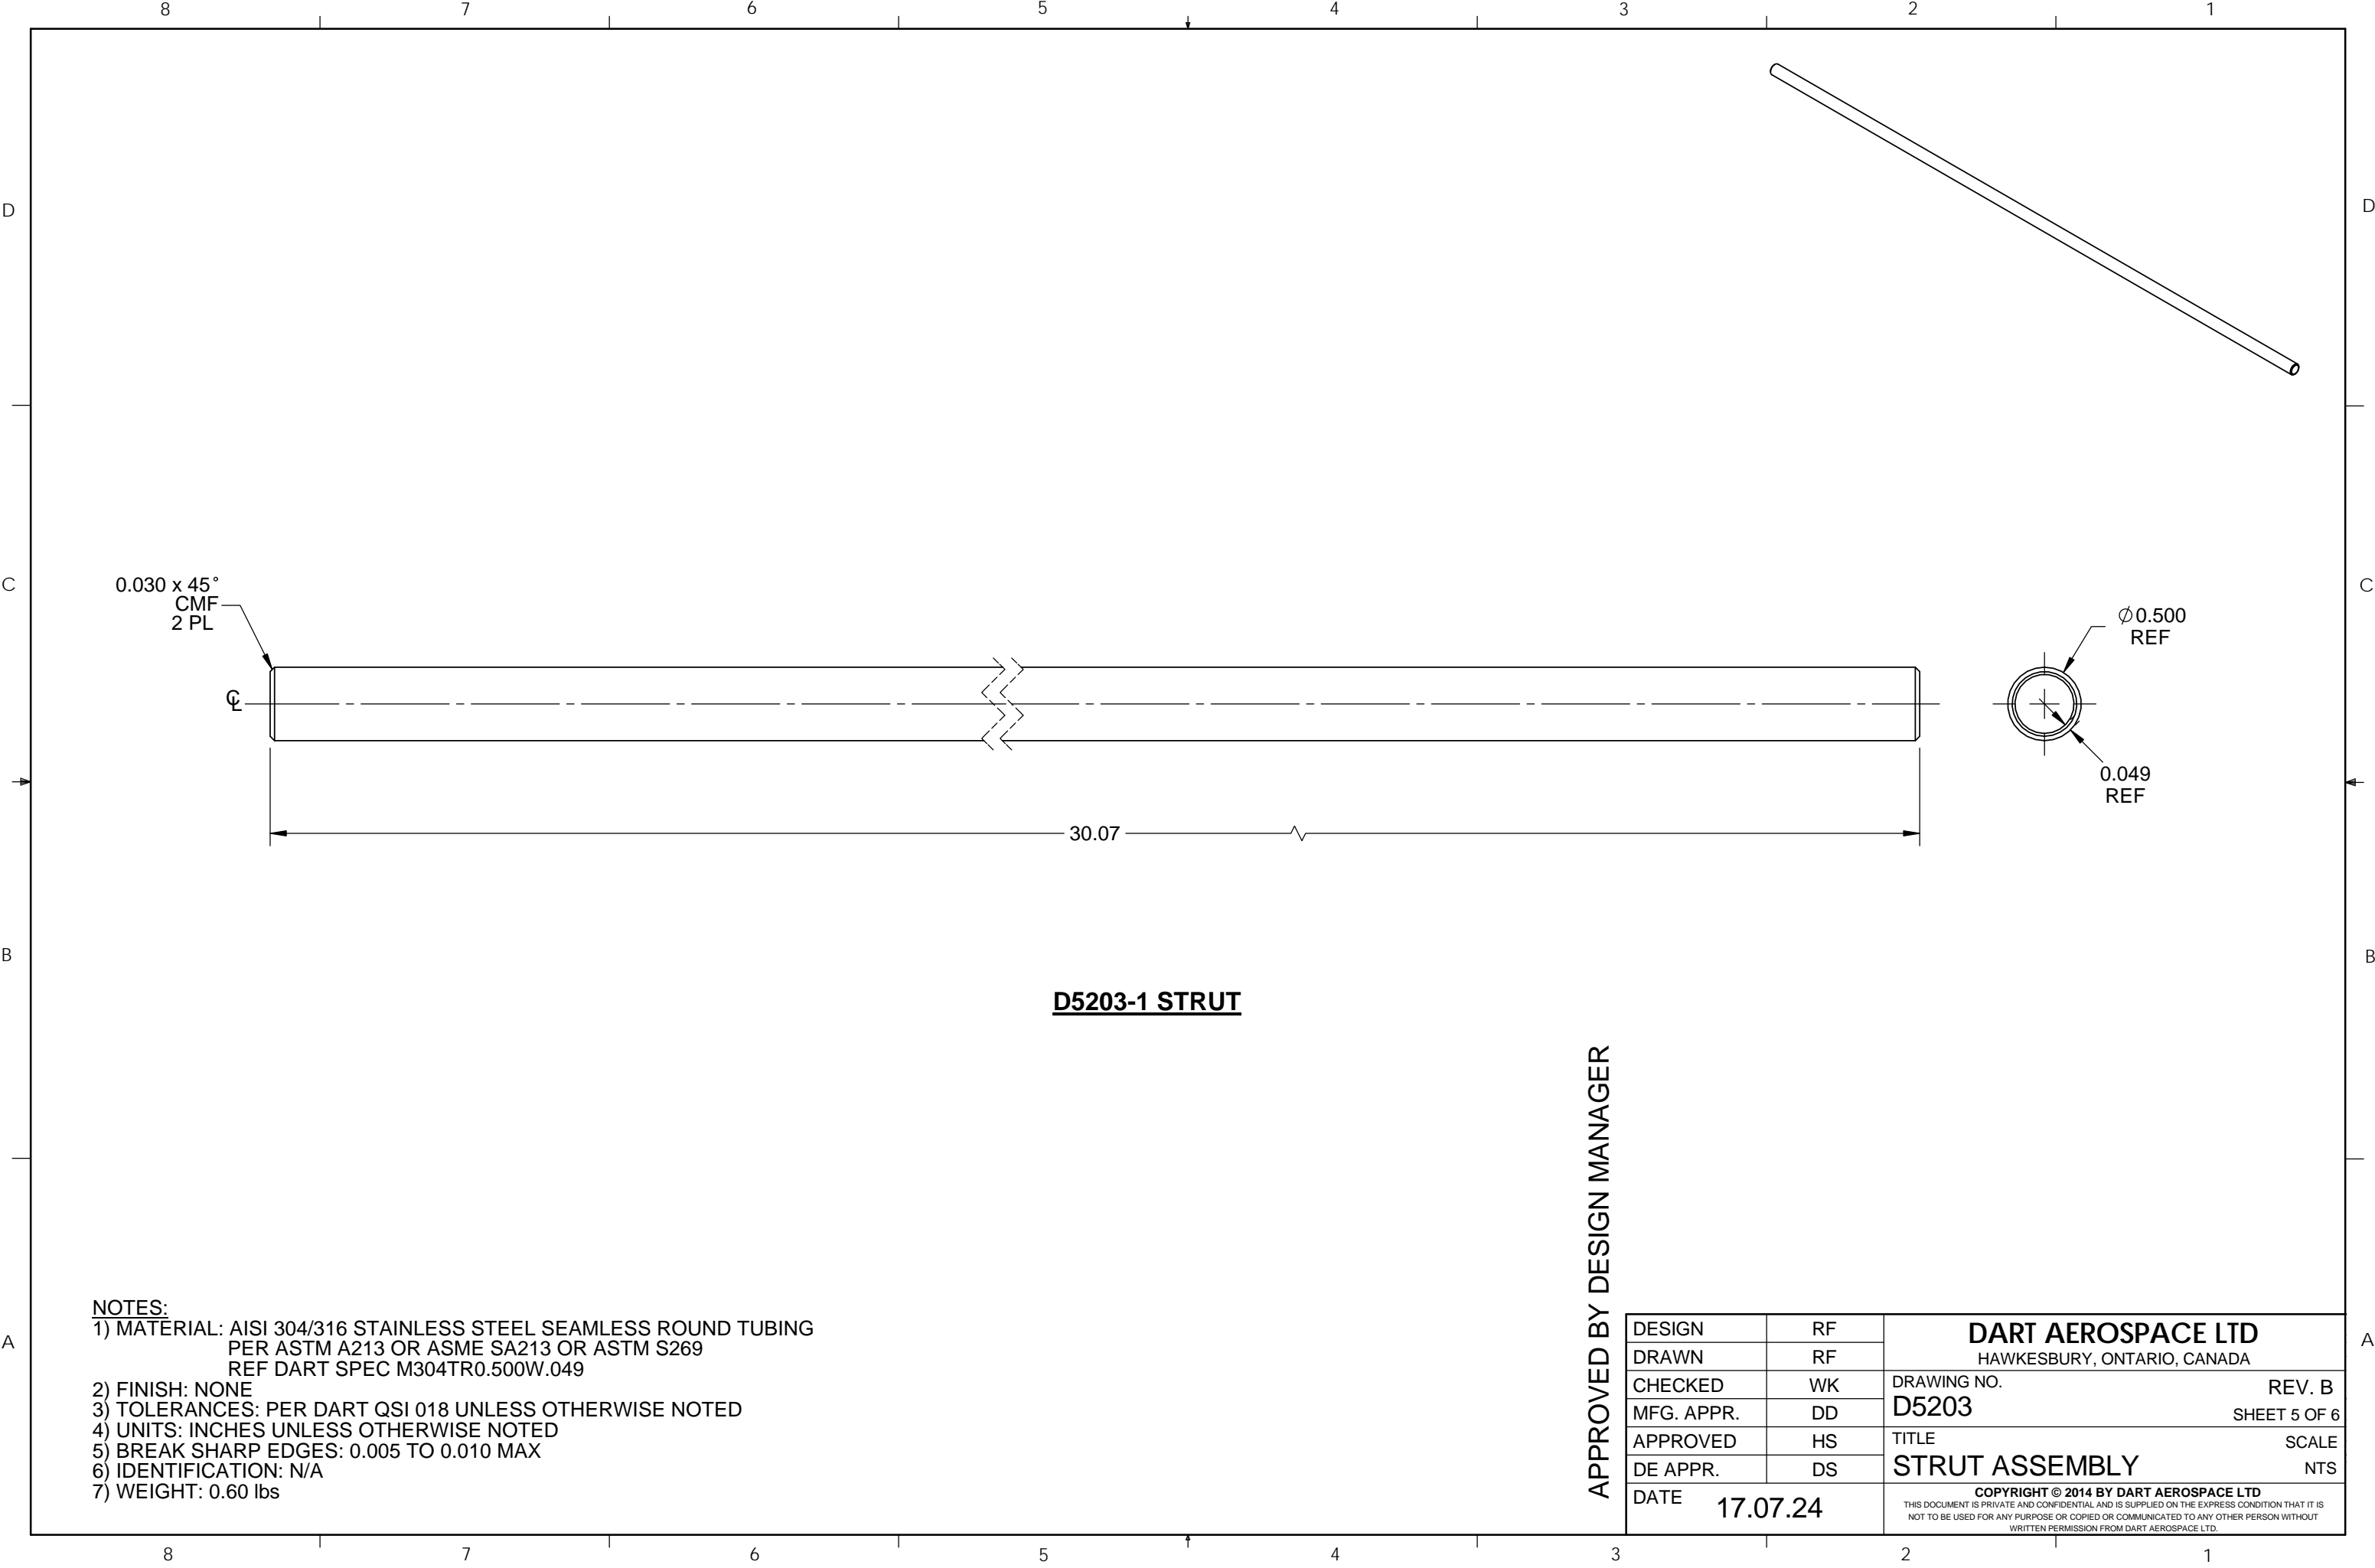 8 7 6 5 4 3 2 1
D D
C C
B B
A A
0.030 x 45°
CMF
2 PL
℄
30.07
∅0.500
REF
0.049
REF
D5203-1 STRUT
APPROVED BY DESIGN MANAGER
NOTES:
1) MATERIAL: AISI 304/316 STAINLESS STEEL SEAMLESS ROUND TUBING
PER ASTM A213 OR ASME SA213 OR ASTM S269
REF DART SPEC M304TR0.500W.049
2) FINISH: NONE
3) TOLERANCES: PER DART QSI 018 UNLESS OTHERWISE NOTED
4) UNITS: INCHES UNLESS OTHERWISE NOTED
5) BREAK SHARP EDGES: 0.005 TO 0.010 MAX
6) IDENTIFICATION: N/A
7) WEIGHT: 0.60 lbs
DESIGN RF
DRAWN RF
CHECKED WK
MFG. APPR. DD
APPROVED HS
DE APPR. DS
DATE 17.07.24
DART AEROSPACE LTD
HAWKESBURY, ONTARIO, CANADA
DRAWING NO. REV. B
D5203 SHEET 5 OF 6
TITLE SCALE
STRUT ASSEMBLY NTS
COPYRIGHT © 2014 BY DART AEROSPACE LTD
THIS DOCUMENT IS PRIVATE AND CONFIDENTIAL AND IS SUPPLIED ON THE EXPRESS CONDITION THAT IT IS
NOT TO BE USED FOR ANY PURPOSE OR COPIED OR COMMUNICATED TO ANY OTHER PERSON WITHOUT
WRITTEN PERMISSION FROM DART AEROSPACE LTD.
8 7 6 5 4 3 2 1